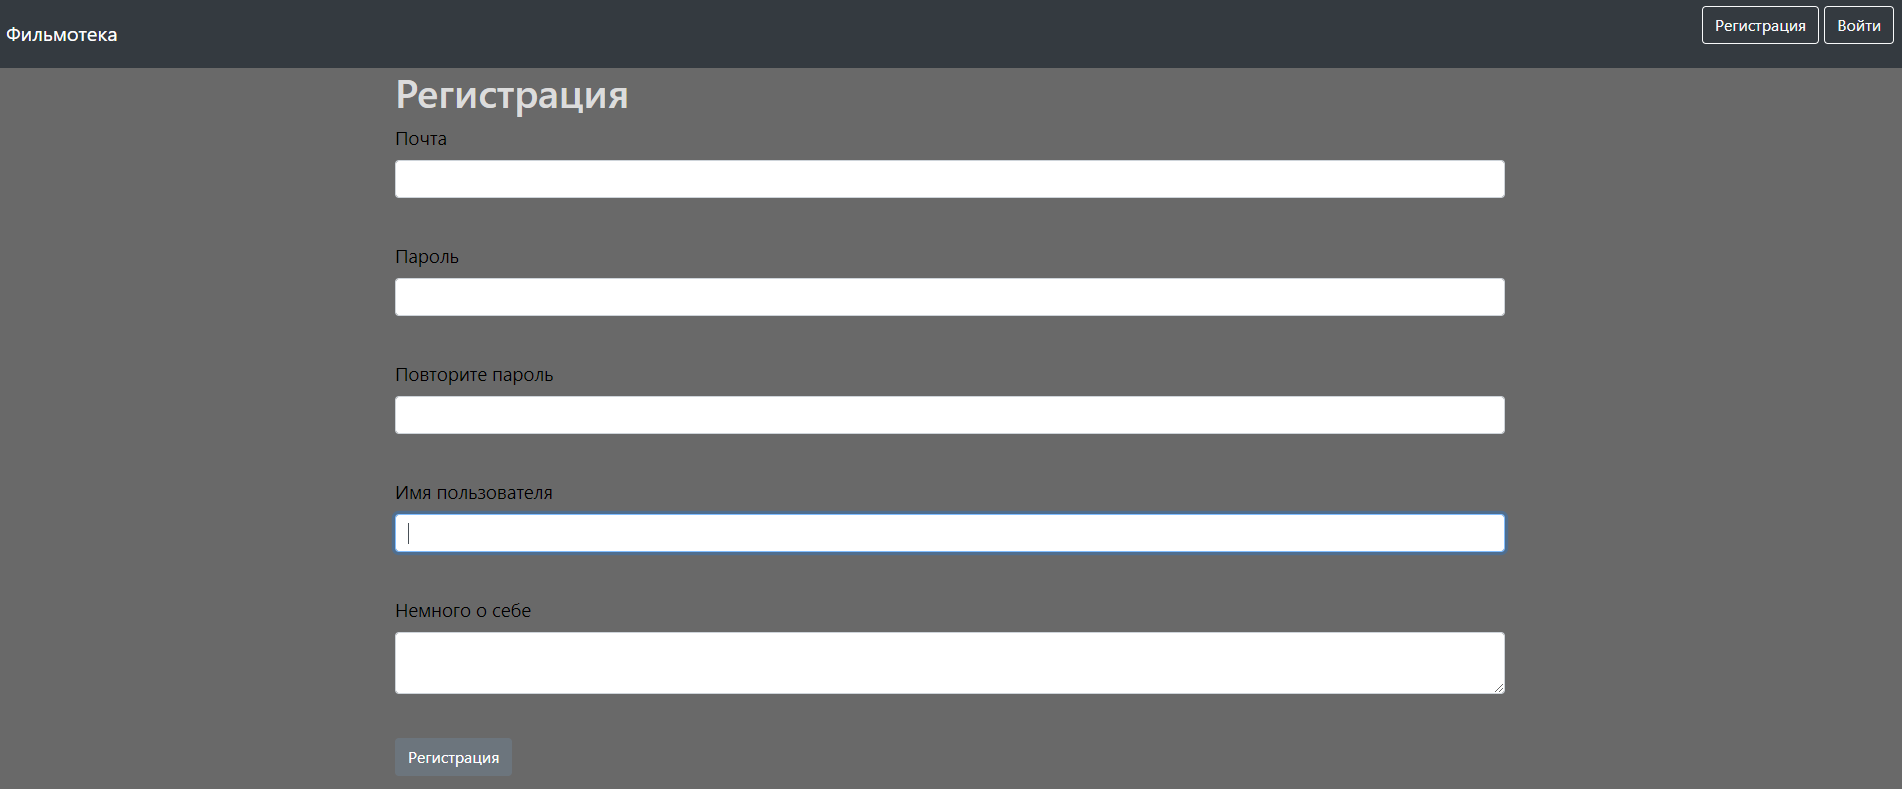 Фильмотека
Регистрация
Войти
Регистрация
Почта
Пароль
Повторите пароль
Имя пользователя
Немного о себе
Регистрация